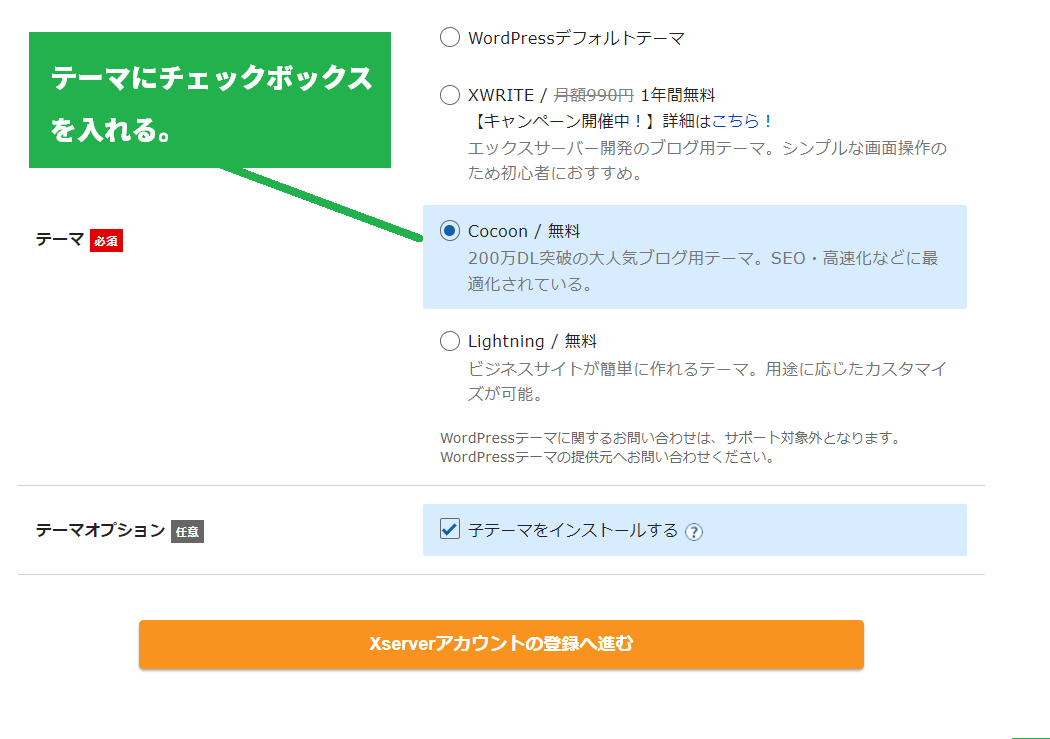 WordPressデフォルトテーマ
テーマにチェックボックス
を入れる。
XWRITE / 月額990円 1年間無料
【キャンペーン開催中！】詳細はこちら！
エックスサーバー開発のブログ用テーマ。シンプルな画面操作の
ため初心者におすすめ。
テーマ 必須
Cocoon / 無料
200万DL突破の大人気ブログ用テーマ。SEO・高速化などに最
適化されている。
Lightning / 無料
ビジネスサイトが簡単に作れるテーマ。用途に応じたカスタマイ
ズが可能。
WordPressテーマに関するお問い合わせは、サポート対象外となります。
WordPressテーマの提供元へお問い合わせください。
テーマオプション 任意
子テーマをインストールする ?
Xserverアカウントの登録へ進む